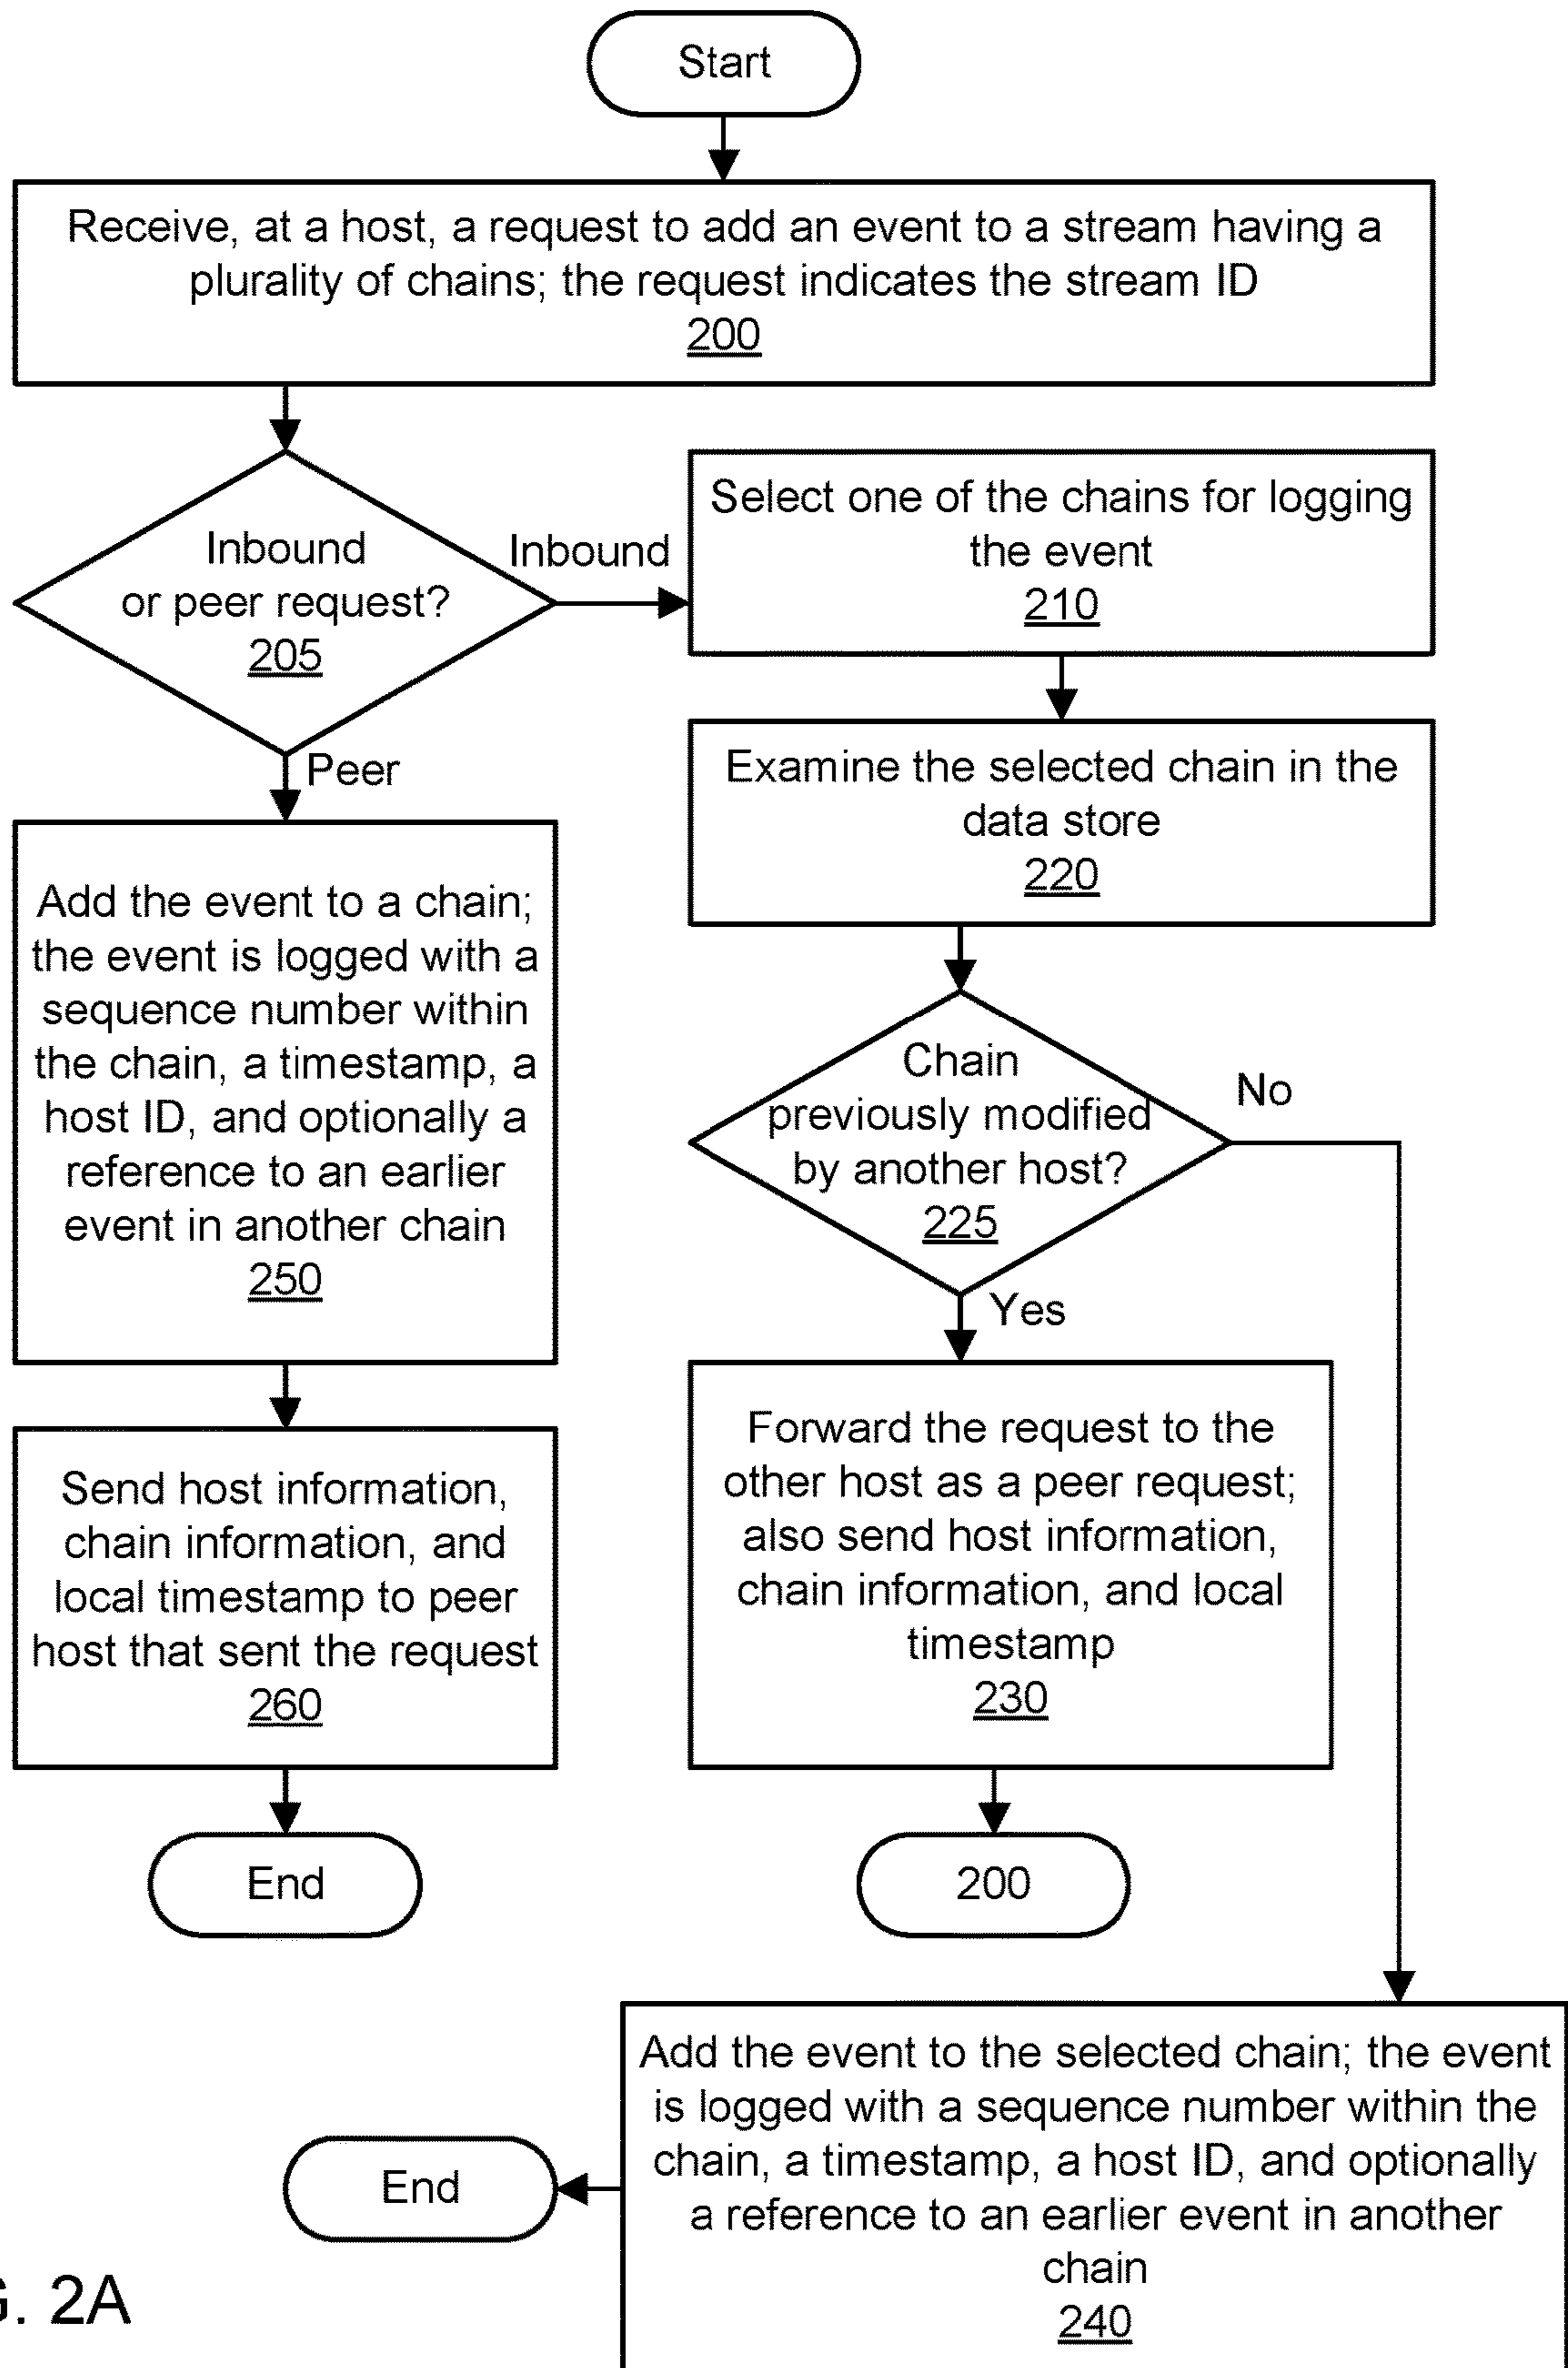 Start
Receive, at a host, a request to add an event to a stream having a
plurality of chains; the request indicates the stream ID
200
Inbound
or peer request?
205
Inbound
Select one of the chains for logging
the event
210
Examine the selected chain in the
data store
220
Peer
Add the event to a chain;
the event is logged with a
sequence number within
the chain, a timestamp, a
host ID, and optionally a
reference to an earlier
event in another chain
250
Chain
previously modified
by another host?
225
No
Yes
Send host information,
chain information, and
local timestamp to peer
host that sent the request
260
Forward the request to the
other host as a peer request;
also send host information,
chain information, and local
timestamp
230
End
200
Add the event to the selected chain; the event
is logged with a sequence number within the
chain, a timestamp, a host ID, and optionally
a reference to an earlier event in another
chain
240
End
. 2A